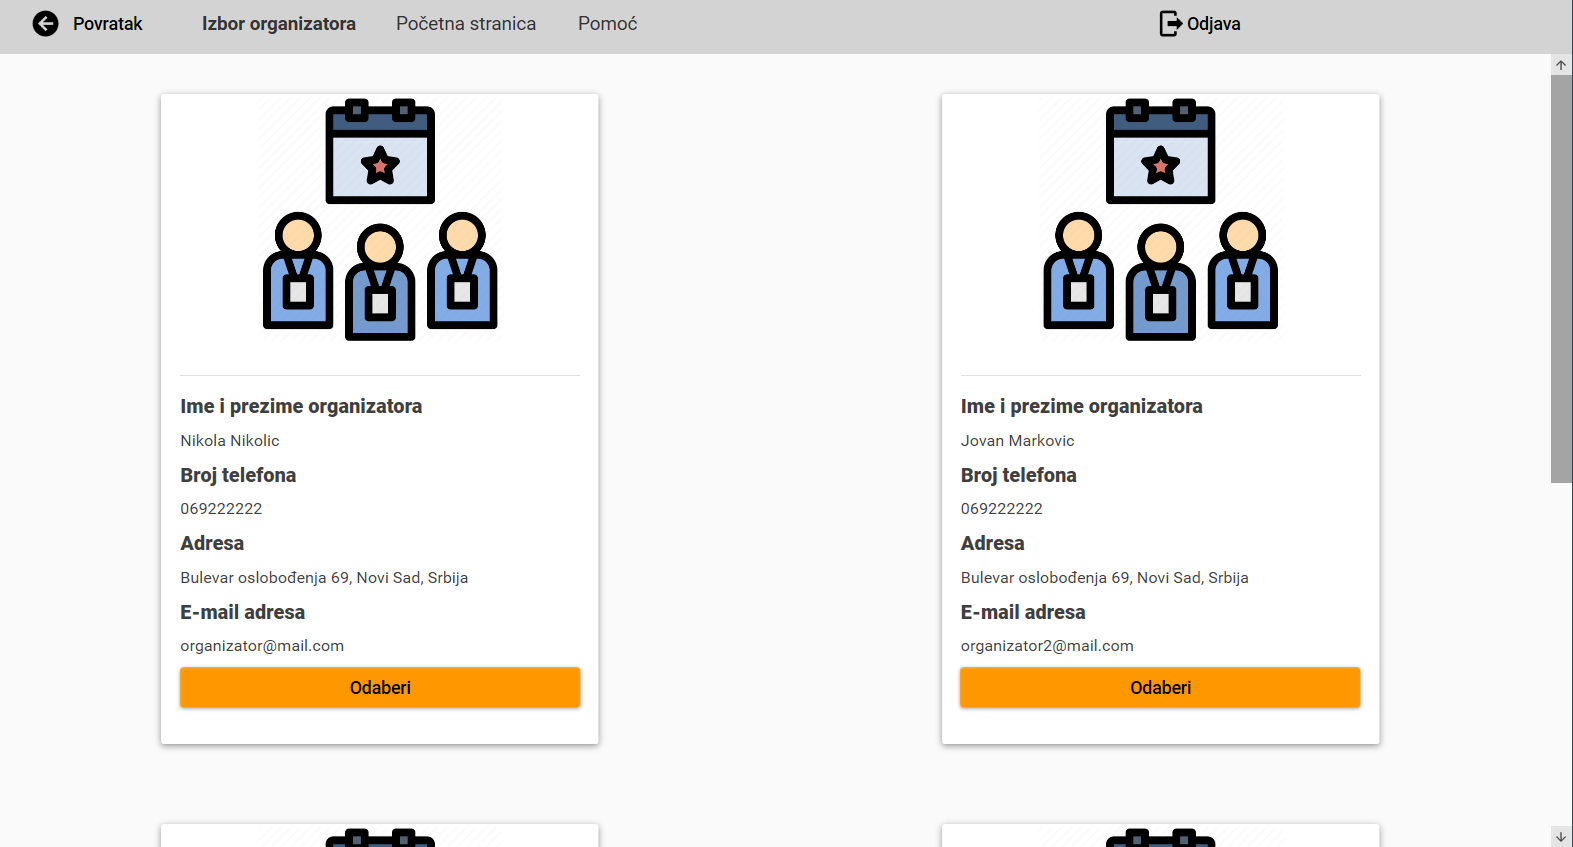 Povratak Izbor organizatora Početna stranica Pomoć Odjava
Ime i prezime organizatora
Nikola Nikolic
Broj telefona
069222222
Adresa
Bulevar oslobođenja 69, Novi Sad, Srbija
E-mail adresa
organizator@mail.com
Odaberi
Ime i prezime organizatora
Jovan Markovic
Broj telefona
069222222
Adresa
Bulevar oslobođenja 69, Novi Sad, Srbija
E-mail adresa
organizator2@mail.com
Odaberi